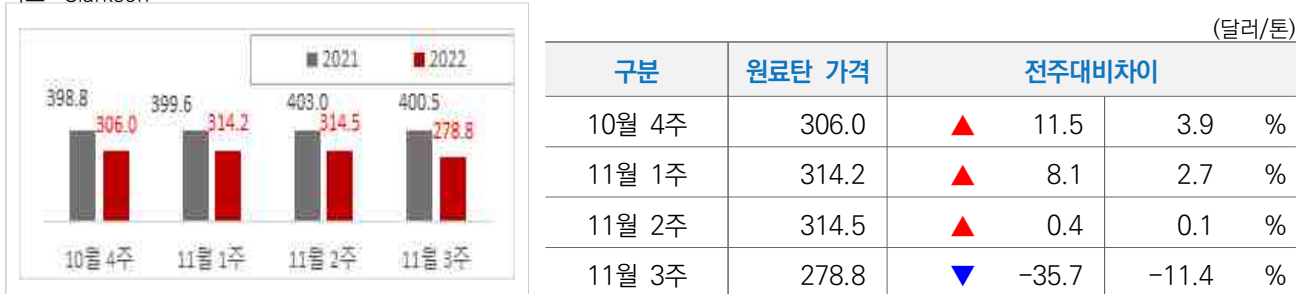 (달러/톤)
■ 2021 ■ 2022
398.8 399.6 403.0 400.5
306.0 314.2 314.5 278.8
10월 4주 11월 1주 11월 2주 11월 3주
구분 원료탄 가격 전주대비차이
10월 4주 306.0 ▲ 11.5 3.9 %
11월 1주 314.2 ▲ 8.1 2.7 %
11월 2주 314.5 ▲ 0.4 0.1 %
11월 3주 278.8 ▼ -35.7 -11.4 %